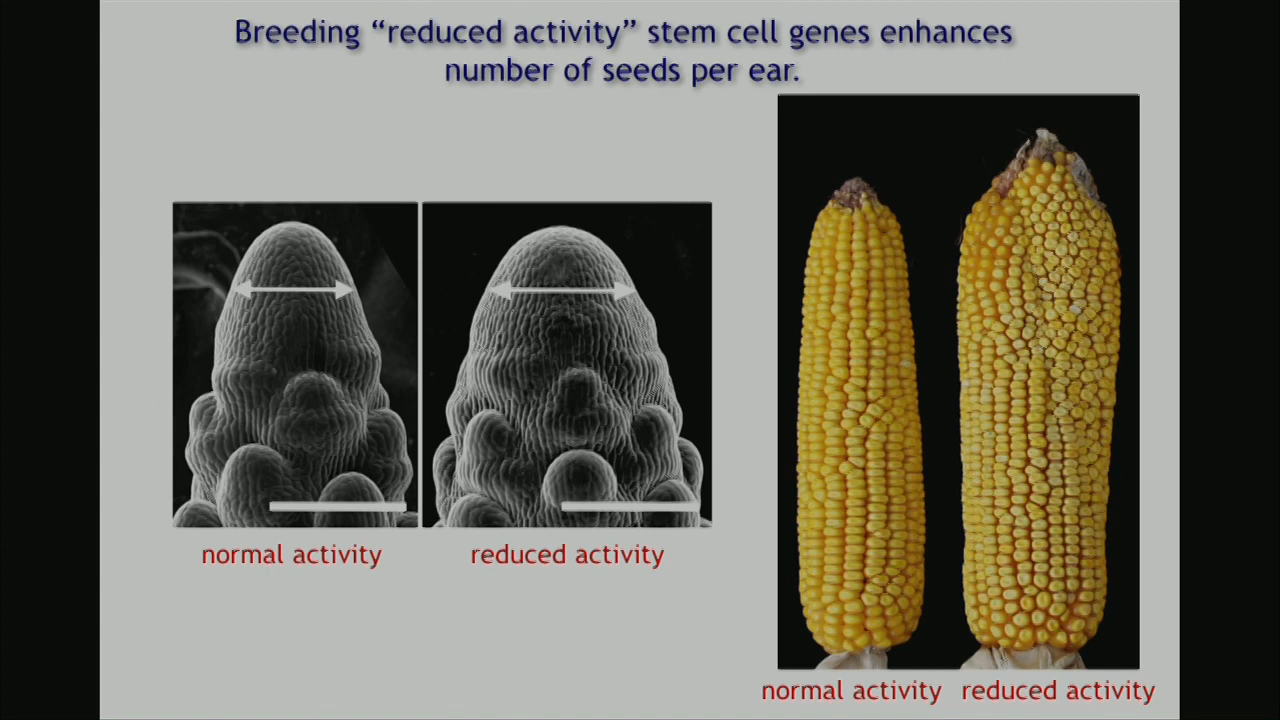 Breeding “reduced activity” stem cell genes enhances
number of seeds per ear.
normal activity
reduced activity
normal activity
reduced activity